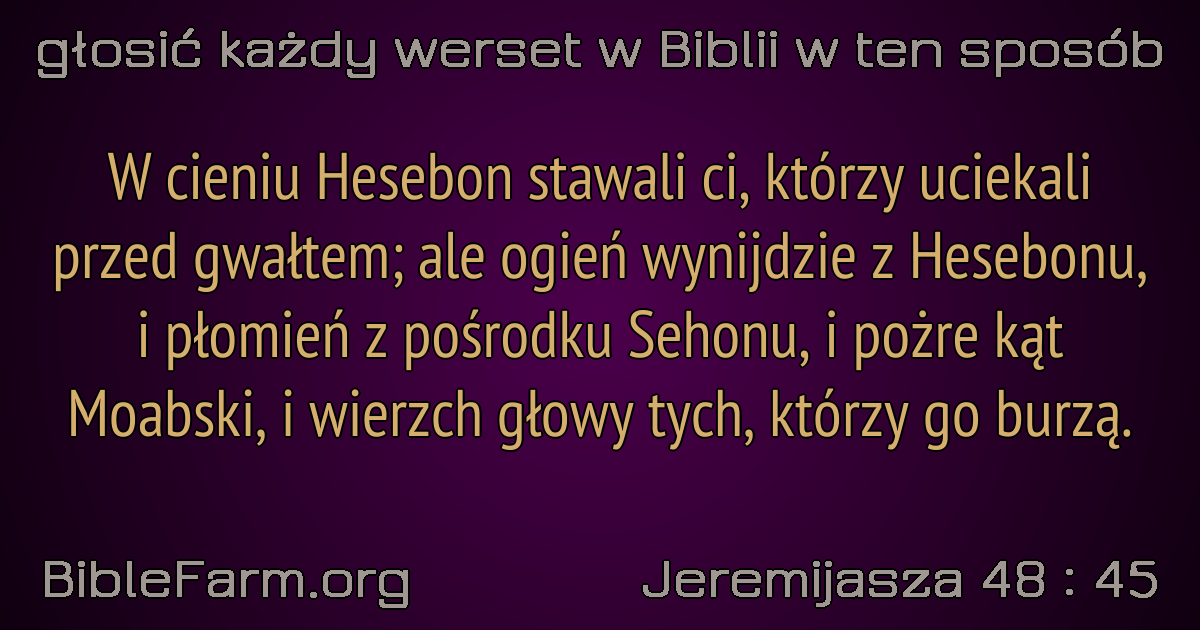 głosić każdy werset w Biblii w ten sposób
W cieniu Hesebon stawali ci, którzy uciekali
przed gwałtem; ale ogień wynijdzie z Hesebonu,
i płomień z pośrodku Sehonu, i pożre kąt
Moabski, i wierzch głowy tych, którzy go burzą.
BibleFarm.org
Jeremijasza 48 : 45